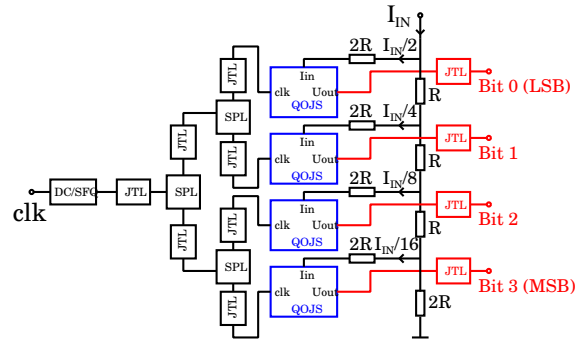 I_IN
2R I_IN/2
JTL
Iin
JTL
clk Uout
QOJS
Bit 0 (LSB)
R
SPL
2R I_IN/4
JTL
JTL
JTL
Iin
clk Uout
QOJS
Bit 1
R
DC/SFQ JTL SPL
clk
2R I_IN/8
JTL
JTL
JTL
Iin
clk Uout
QOJS
Bit 2
R
SPL
2R I_IN/16
JTL
JTL
Iin
clk Uout
QOJS
Bit 3 (MSB)
2R